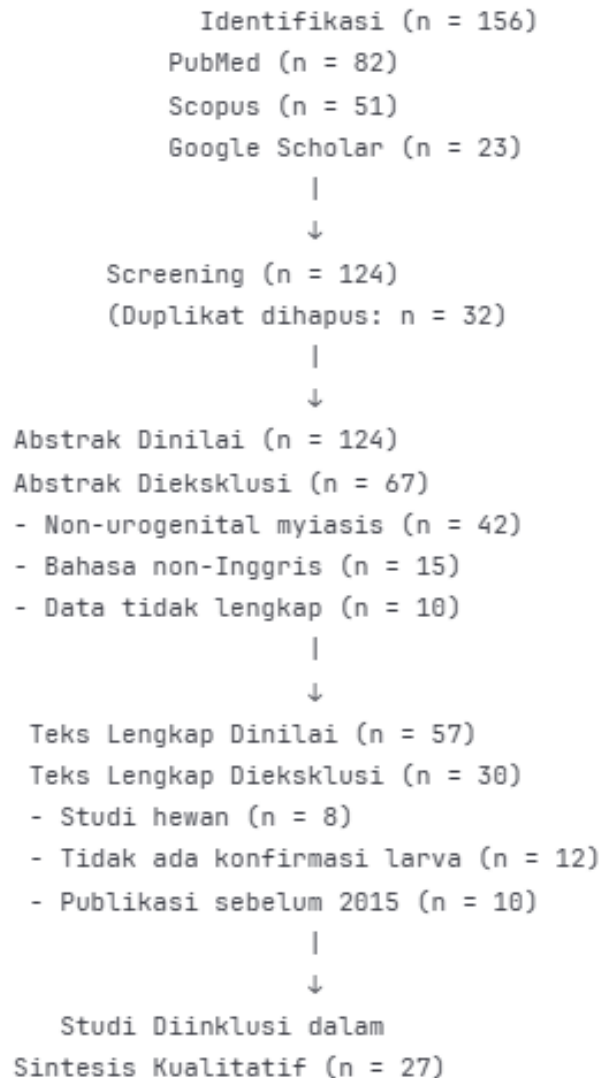 Identifikasi (n = 156)
PubMed (n = 82)
Scopus (n = 51)
Google Scholar (n = 23)
|
↓
Screening (n = 124)
(Duplikat dihapus: n = 32)
|
↓
Abstrak Dinilai (n = 124)
Abstrak Dieksklusi (n = 67)
- Non-urogenital myiasis (n = 42)
- Bahasa non-Inggris (n = 15)
- Data tidak lengkap (n = 10)
|
↓
Teks Lengkap Dinilai (n = 57)
Teks Lengkap Dieksklusi (n = 30)
- Studi hewan (n = 8)
- Tidak ada konfirmasi larva (n = 12)
- Publikasi sebelum 2015 (n = 10)
|
↓
Studi Diinklusi dalam
Sintesis Kualitatif (n = 27)